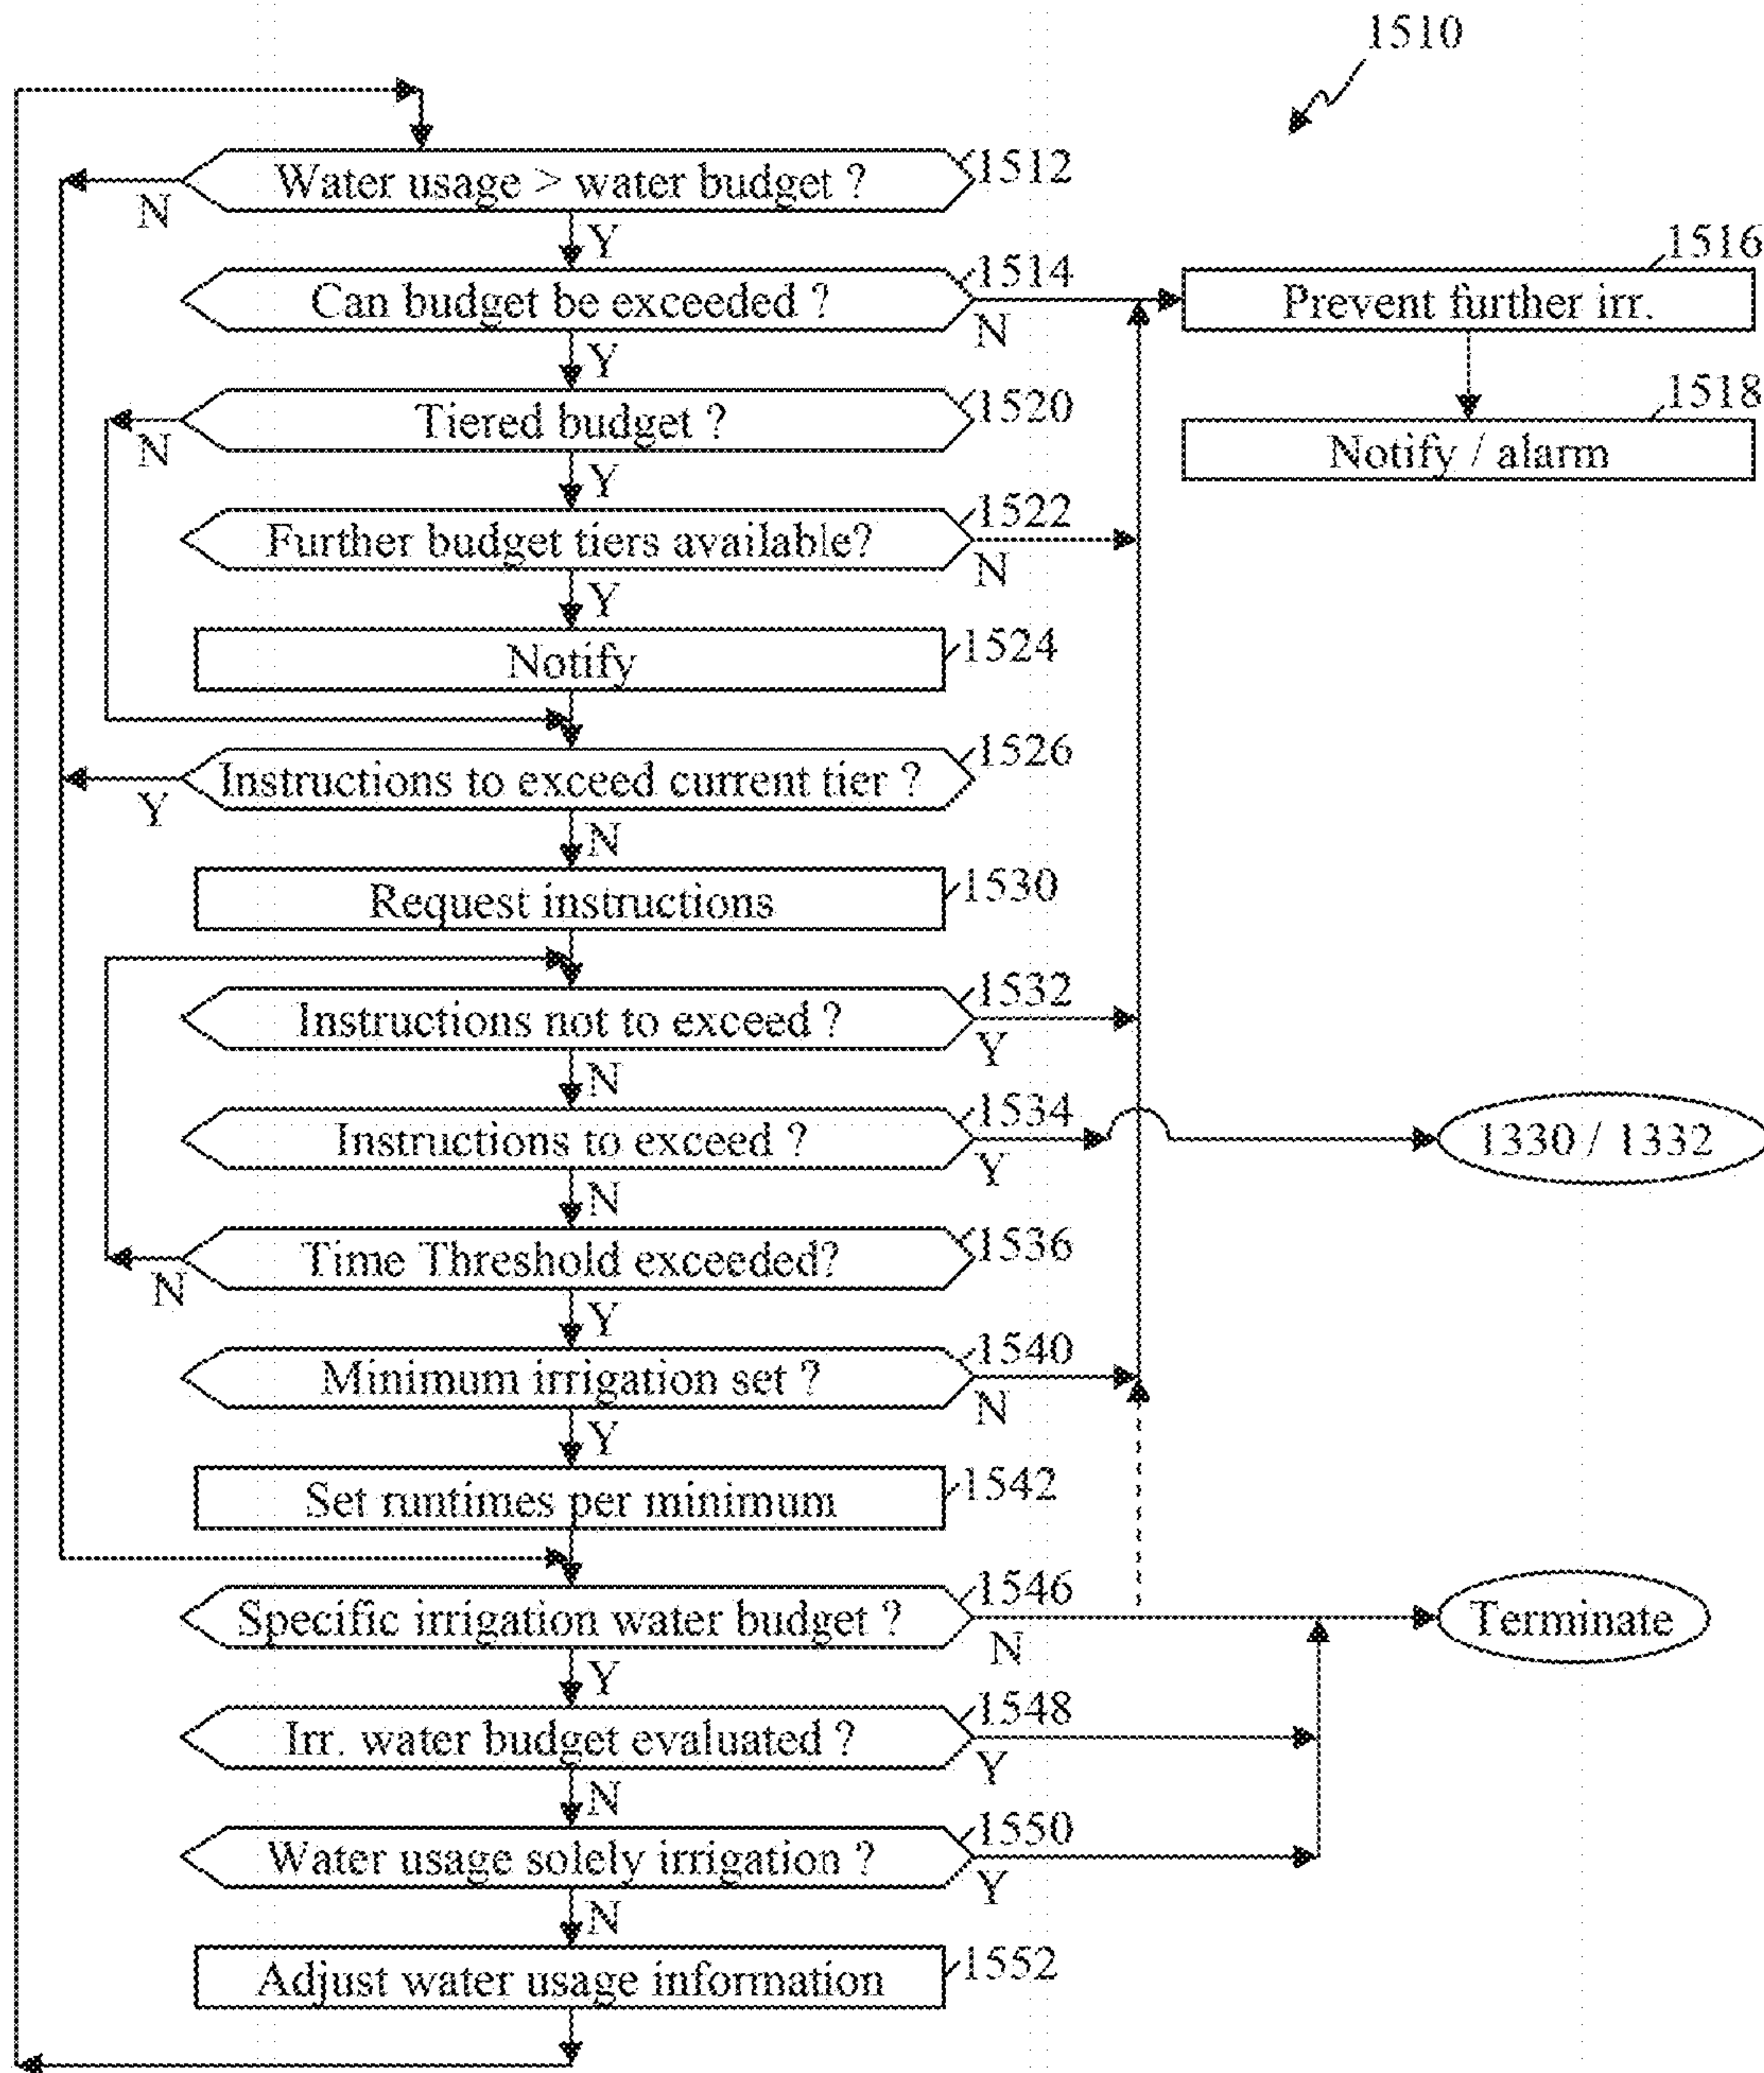 1510
Water usage > water budget ?
1512
N
Y
Can budget be exceeded ?
1514
N
Y
1516
Prevent further irr.
1518
Notify / alarm
Tiered budget ?
1520
N
Y
Further budget tiers available?
1522
N
Y
Notify
1524
Instructions to exceed current tier ?
1526
Y
N
Request instructions
1530
Instructions not to exceed ?
1532
Y
N
Instructions to exceed ?
1534
Y
N
1330 / 1332
Time Threshold exceeded?
1536
N
Y
Minimum irrigation set ?
1540
N
Y
Set runtimes per minimum
1542
Specific irrigation water budget ?
1546
N
Y
Terminate
Irr. water budget evaluated ?
1548
Y
N
Water usage solely irrigation ?
1550
Y
N
Adjust water usage information
1552